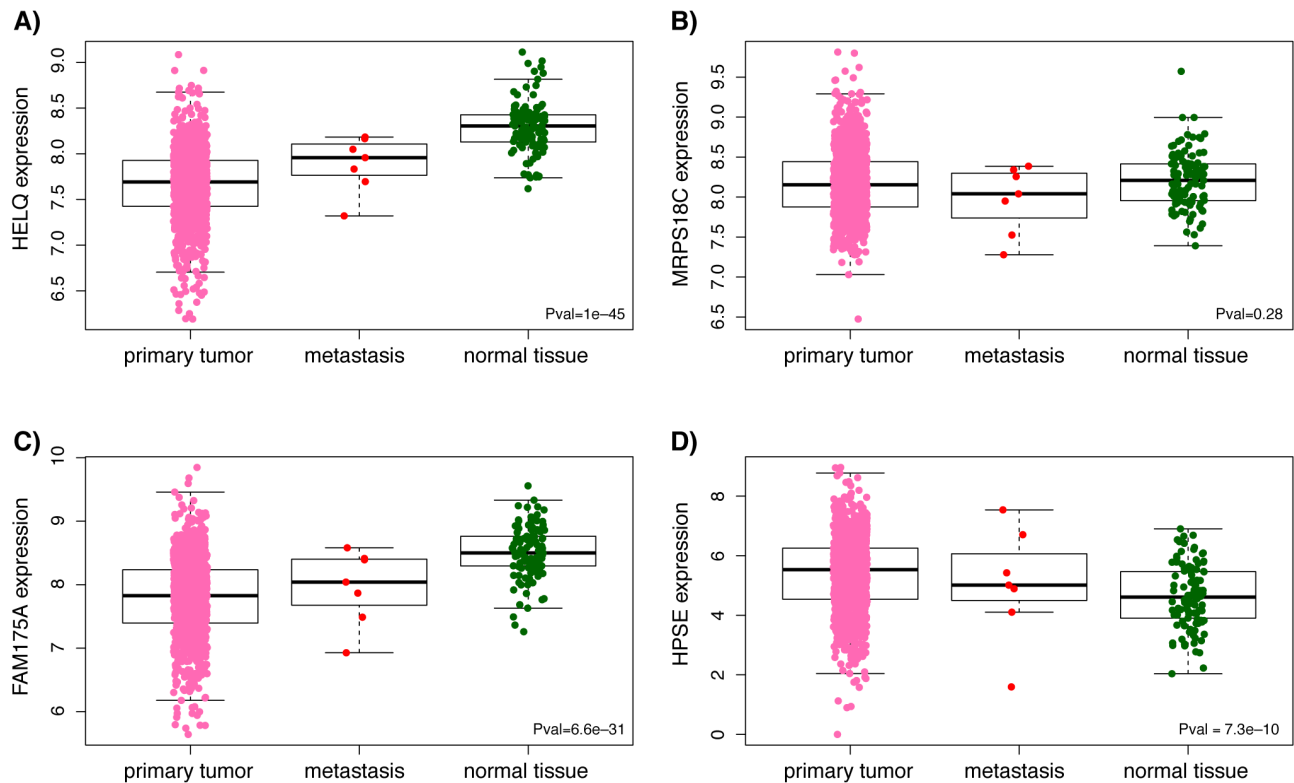 A)
HELQ expression
9.0
8.5
8.0
7.5
7.0
6.5
Pval=1e−45
primary tumor metastasis normal tissue
B)
MRPS18C expression
9.5
9.0
8.5
8.0
7.5
7.0
6.5
Pval=0.28
primary tumor metastasis normal tissue
C)
FAM175A expression
10
9
8
7
6
Pval=6.6e−31
primary tumor metastasis normal tissue
D)
HPSE expression
8
6
4
2
0
Pval = 7.3e−10
primary tumor metastasis normal tissue